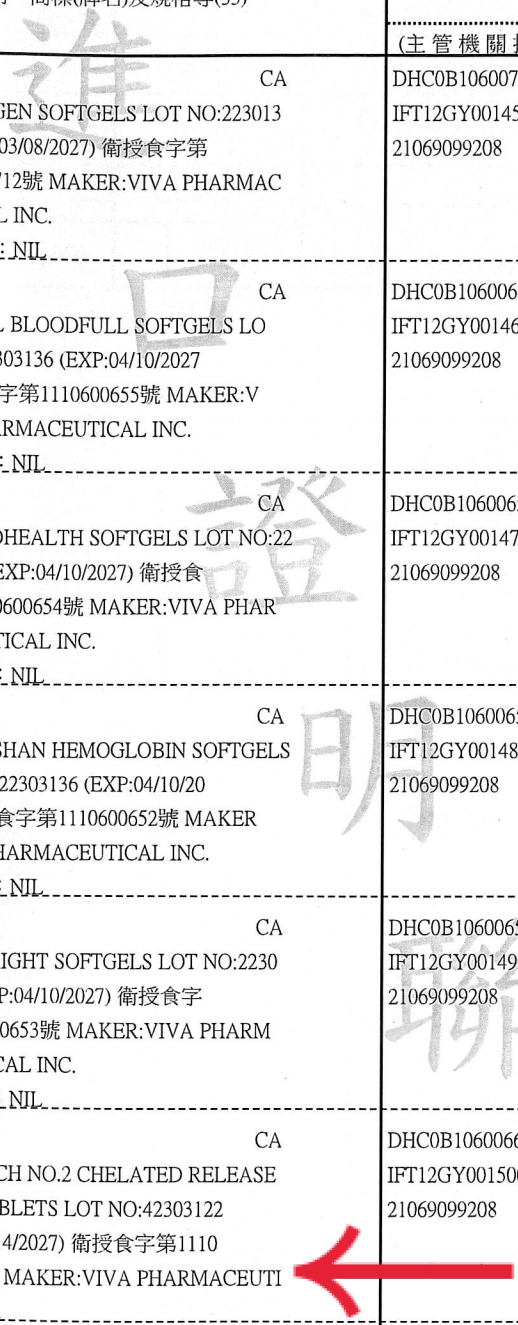 商標(牌名)及規格等(33)
(主管機關
CA
DHC0B106007
GEN SOFTGELS LOT NO:223013
IFT12GY00145
03/08/2027) 衛授食字第
21069099208
/12號 MAKER:VIVA PHARMAC
L INC.
: NIL
CA
DHC0B106006
L BLOODFULL SOFTGELS LO
IFT12GY00146
303136 (EXP:04/10/2027
21069099208
字第1110600655號 MAKER:V
ARMACEUTICAL INC.
: NIL
CA
DHC0B106006
OHEALTH SOFTGELS LOT NO:22
IFT12GY00147
EXP:04/10/2027) 衛授食
21069099208
0600654號 MAKER:VIVA PHAR
TICAL INC.
: NIL
CA
DHC0B106006
SHAN HEMOGLOBIN SOFTGELS
IFT12GY00148
22303136 (EXP:04/10/20
21069099208
食字第1110600652號 MAKER
HARMACEUTICAL INC.
: NIL
CA
DHC0B106006
IGHT SOFTGELS LOT NO:2230
IFT12GY00149
P:04/10/2027) 衛授食字
21069099208
0653號 MAKER:VIVA PHARM
CAL INC.
NIL
CA
DHC0B106006
CH NO.2 CHELATED RELEASE
IFT12GY00150
BLETS LOT NO:42303122
21069099208
4/2027) 衛授食字第1110
MAKER:VIVA PHARMACEUTI
進
口
證
明
聯